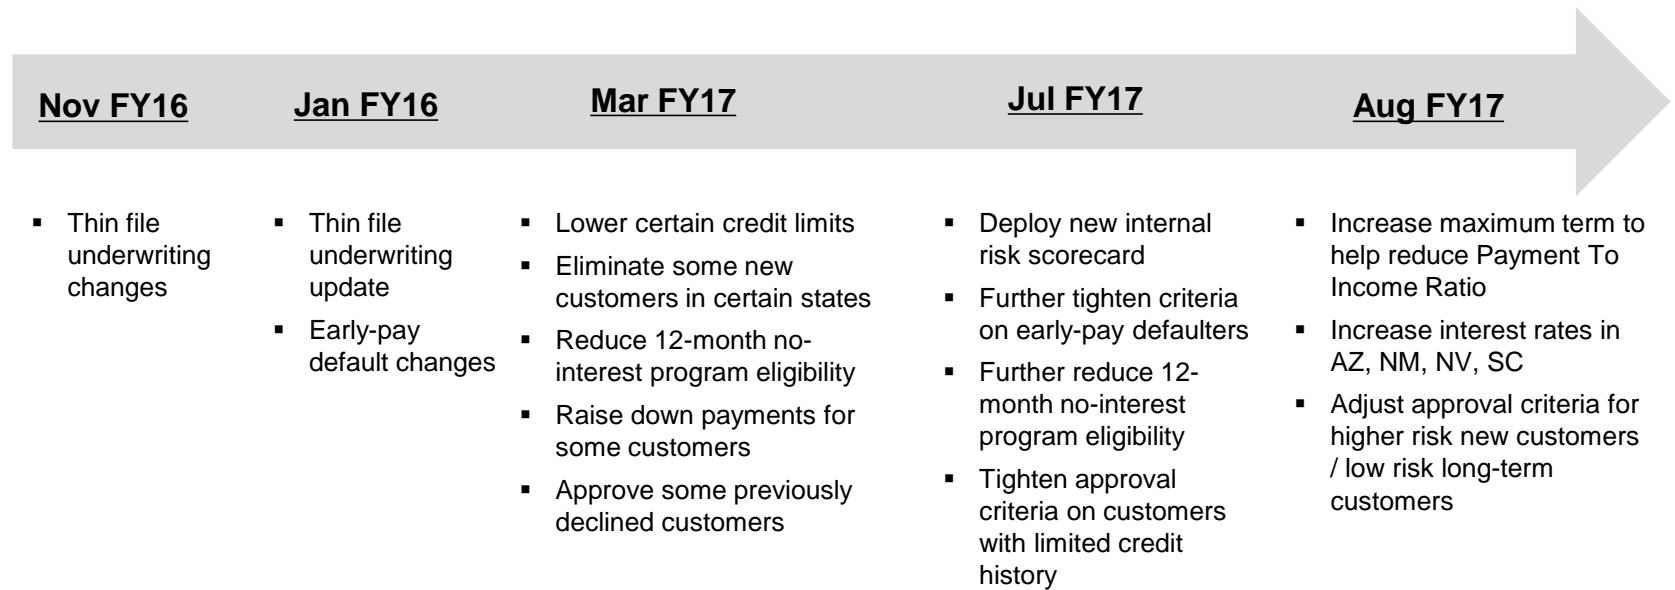 Nov FY16
Jan FY16
Mar FY17
Jul FY17
Aug FY17
▪ Thin file
underwriting
changes
▪ Thin file
underwriting
update
▪ Early-pay
default changes
▪ Lower certain credit limits
▪ Eliminate some new
customers in certain states
▪ Reduce 12-month no-
interest program eligibility
▪ Raise down payments for
some customers
▪ Approve some previously
declined customers
▪ Deploy new internal
risk scorecard
▪ Further tighten criteria
on early-pay defaulters
▪ Further reduce 12-
month no-interest
program eligibility
▪ Tighten approval
criteria on customers
with limited credit
history
▪ Increase maximum term to
help reduce Payment To
Income Ratio
▪ Increase interest rates in
AZ, NM, NV, SC
▪ Adjust approval criteria for
higher risk new customers
/ low risk long-term
customers